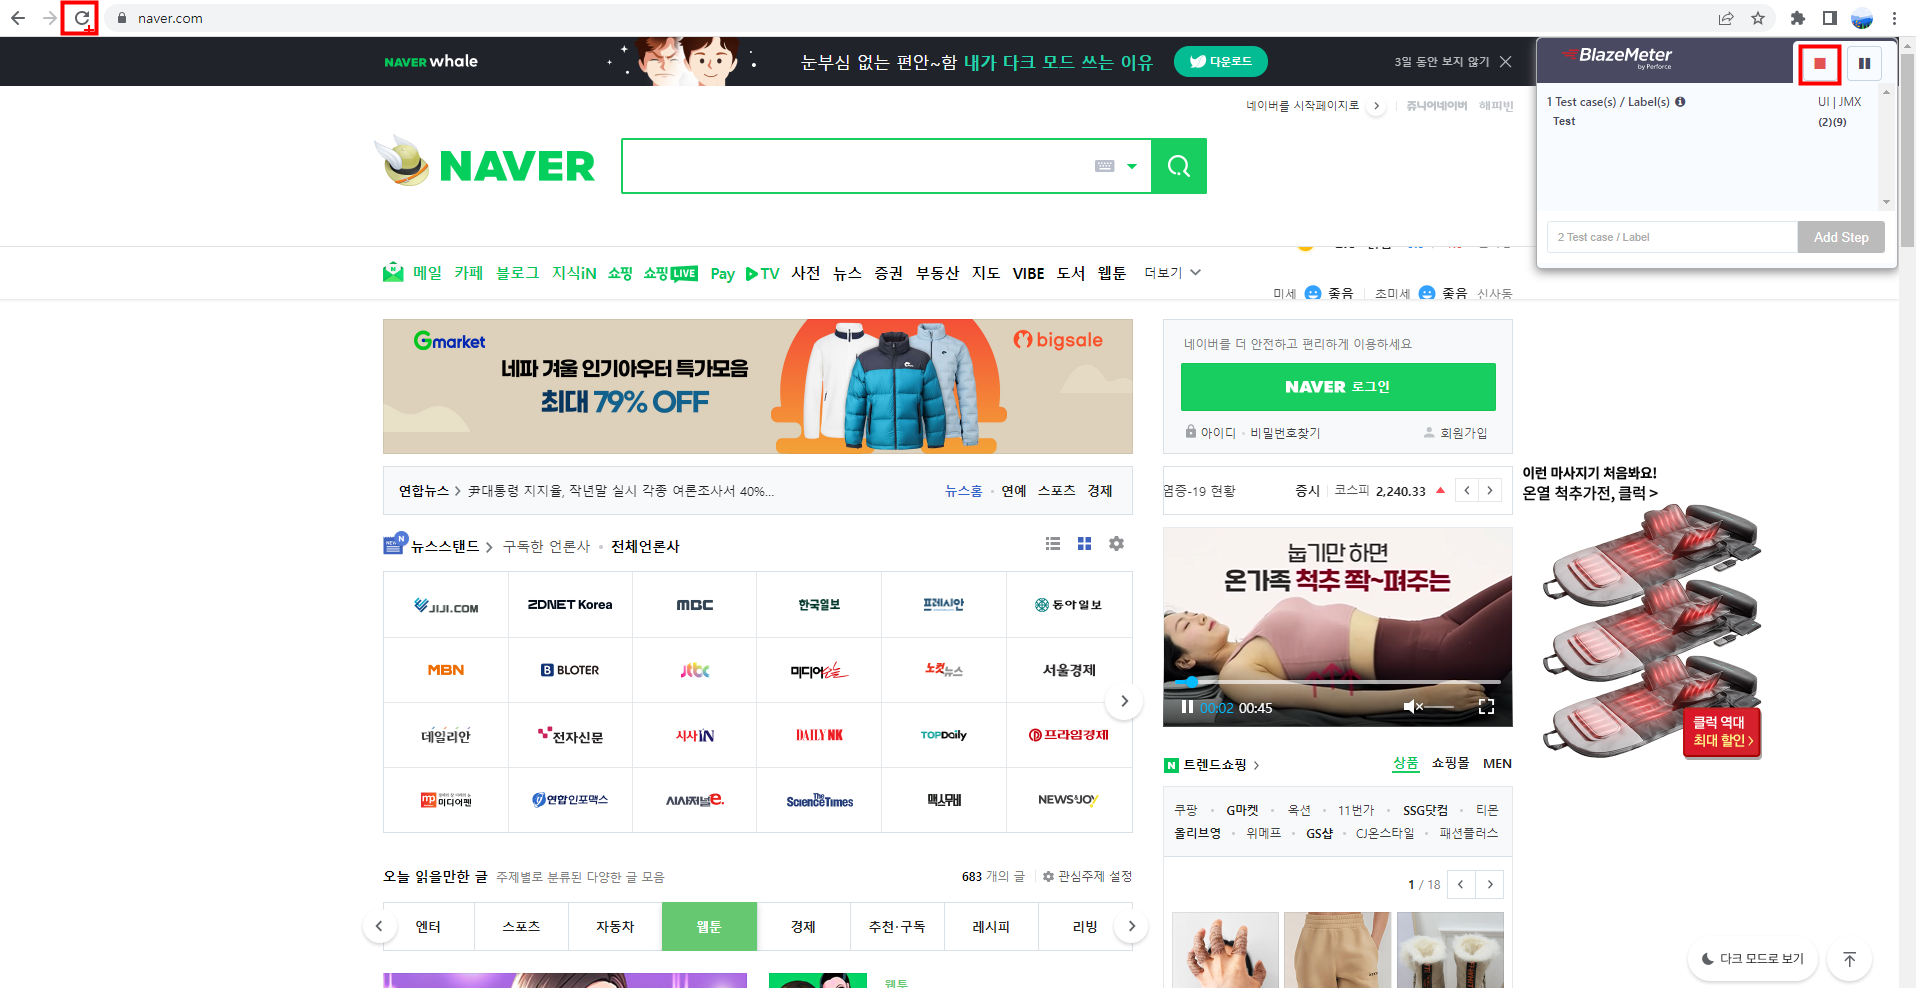 naver.com
NAVER whale
눈부심 없는 편안~함 내가 다크 모드 쓰는 이유
다운로드
3일 동안 보지 않기
BlazeMeter
by Perforce
1 Test case(s) / Label(s)
UI | JMX
Test
(2)(9)
2 Test case / Label
Add Step
네이버를 시작페이지로
쥬니어네이버
해피빈
NAVER
메일 카페 블로그 지식iN 쇼핑 쇼핑LIVE Pay TV 사전 뉴스 증권 부동산 지도 VIBE 도서 웹툰 더보기
미세 좋음 초미세 좋음 신사동
Gmarket
bigsale
네파 겨울 인기아우터 특가모음
최대 79% OFF
네이버를 더 안전하고 편리하게 이용하세요
NAVER 로그인
아이디 · 비밀번호찾기
회원가입
연합뉴스 > 尹대통령 지지율, 작년말 실시 각종 여론조사서 40%...
뉴스홈 · 연예 스포츠 경제
염증-19 현황
증시 코스피 2,240.33
이런 마사지기 처음봐요!
온열 척추가전, 클럭 >
뉴스스탠드 > 구독한 언론사 · 전체언론사
JIJI.COM
ZDNET Korea
MBC
한국일보
프레시안
동아일보
MBN
BLOTER
jtbc
미디어오늘
노컷뉴스
서울경제
데일리안
전자신문
시사IN
DAILY NK
TOPDaily
프라임경제
미디어펜
연합인포맥스
시사저널e.
The ScienceTimes
맥스무비
NEWS&JOY
눕기만 하면
온가족 척추 쫙~펴주는
00:02 00:45
클럭 역대
최대 할인 >
N 트렌드쇼핑 >
상품 쇼핑몰 MEN
쿠팡 · G마켓 · 옥션 · 11번가 · SSG닷컴 · 티몬
올리브영 · 위메프 · GS샵 · CJ온스타일 · 패션플러스
1 / 18
오늘 읽을만한 글 주제별로 분류된 다양한 글 모음
683 개의 글
관심주제 설정
엔터 스포츠 자동차 웹툰 경제 추천·구독 레시피 리빙
웹툰
다크 모드로 보기